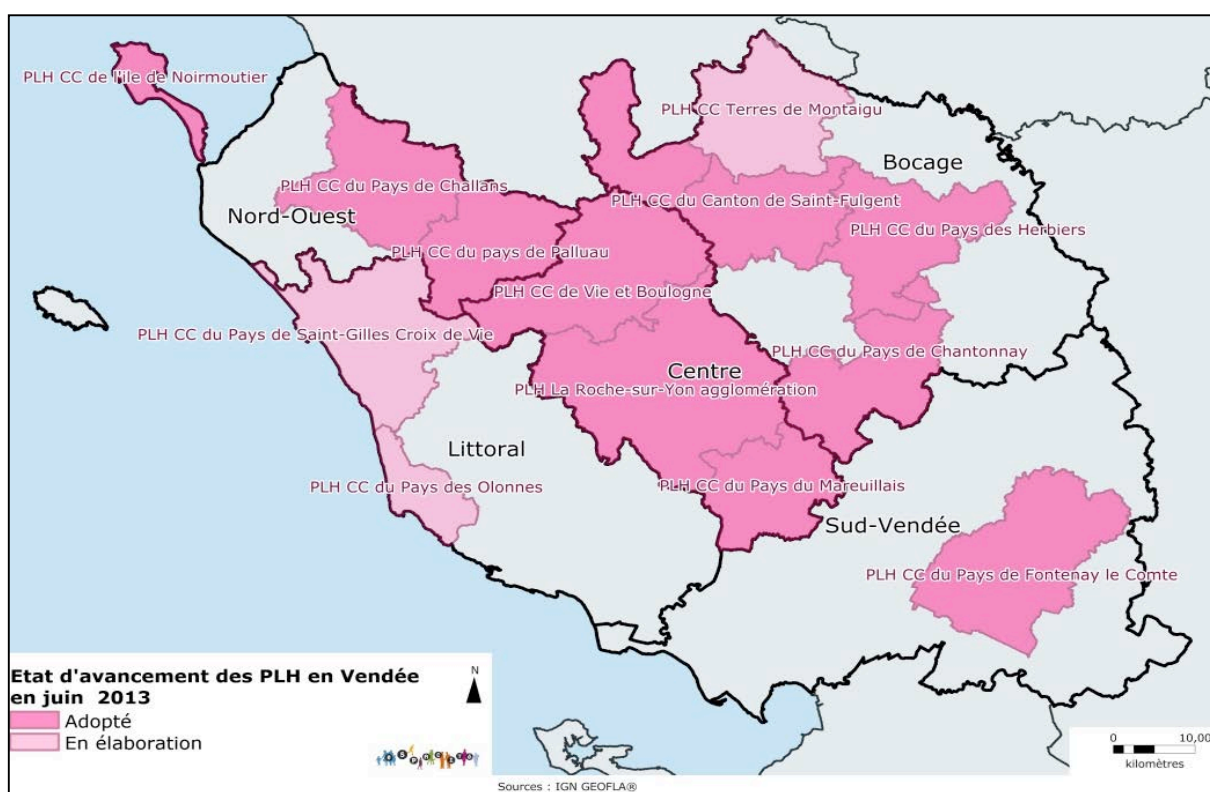 PLH CC de l'île de Noirmoutier
PLH CC Terres de Montaigu
Bocage
PLH CC du Pays de Challans
PLH CC du Canton de Saint-Fulgent
Nord-Ouest
PLH CC du Pays des Herbiers
PLH CC du pays de Palluau
PLH CC de Vie et Boulogne
PLH CC du Pays de Saint-Gilles Croix de Vie
PLH CC du Pays de Chantonnay
Centre
PLH La Roche-sur-Yon agglomération
Littoral
PLH CC du Pays des Olonnes
PLH CC du Pays du Mareuillais
Sud-Vendée
PLH CC du Pays de Fontenay le Comte
Etat d'avancement des PLH en Vendée
en juin 2013
N
Adopté
En élaboration
0 10,00
kilomètres
Sources : IGN GEOFLA®